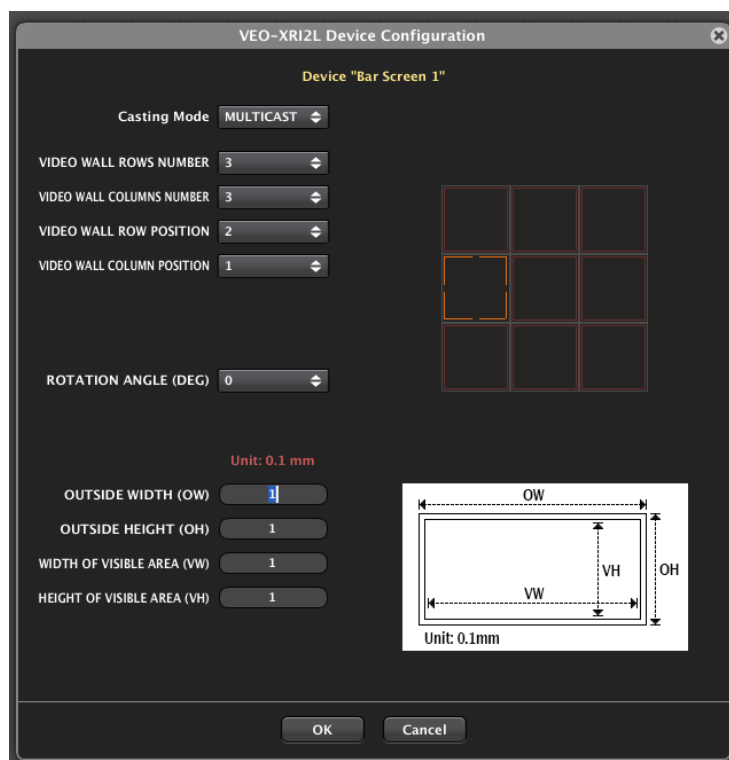 VEO-XRI2L Device Configuration
Device "Bar Screen 1"
Casting Mode MULTICAST
VIDEO WALL ROWS NUMBER 3
VIDEO WALL COLUMNS NUMBER 3
VIDEO WALL ROW POSITION 2
VIDEO WALL COLUMN POSITION 1
ROTATION ANGLE (DEG) 0
Unit: 0.1 mm
OUTSIDE WIDTH (OW) 1
OUTSIDE HEIGHT (OH) 1
WIDTH OF VISIBLE AREA (VW) 1
HEIGHT OF VISIBLE AREA (VH) 1
OW
VH
OH
VW
Unit: 0.1mm
OK
Cancel